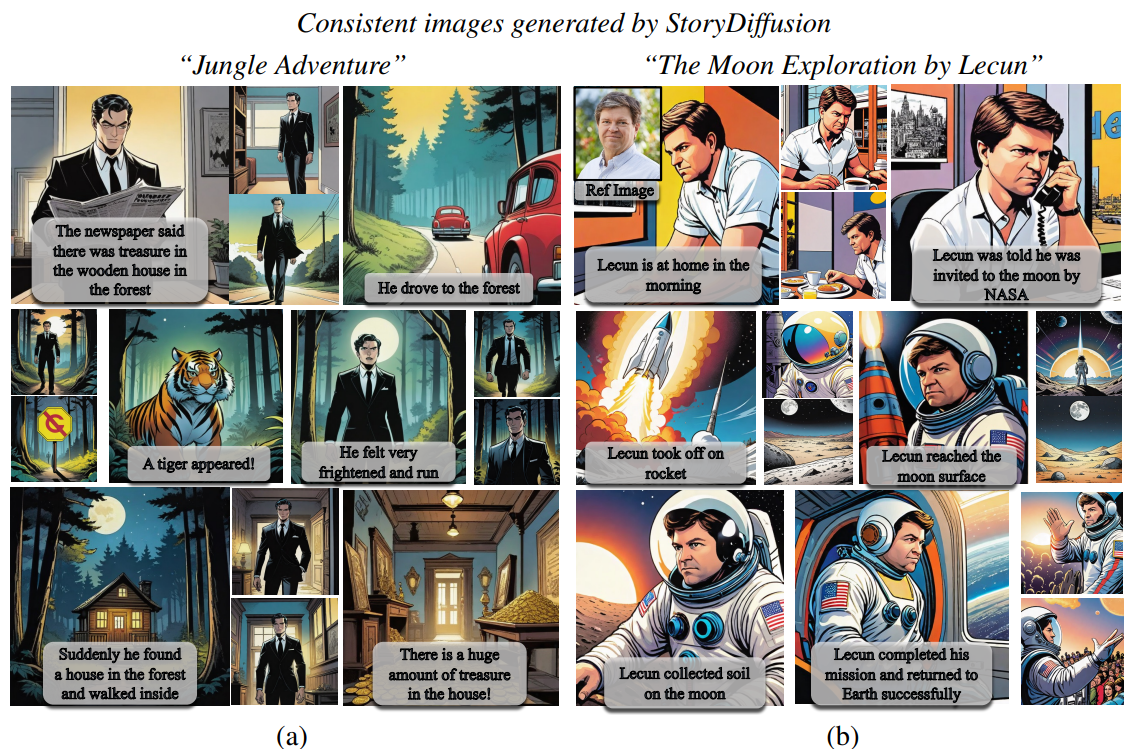 Consistent images generated by StoryDiffusion
“Jungle Adventure”
“The Moon Exploration by Lecun”
The newspaper said
there was treasure in
the wooden house in
the forest
He drove to the forest
Ref Image
Lecun is at home in the
morning
Lecun was told he was
invited to the moon by
NASA
A tiger appeared!
He felt very
frightened and run
Lecun took off on
rocket
Lecun reached the
moon surface
Suddenly he found
a house in the forest
and walked inside
There is a huge
amount of treasure
in the house!
Lecun collected soil
on the moon
Lecun completed his
mission and returned to
Earth successfully
(a)
(b)